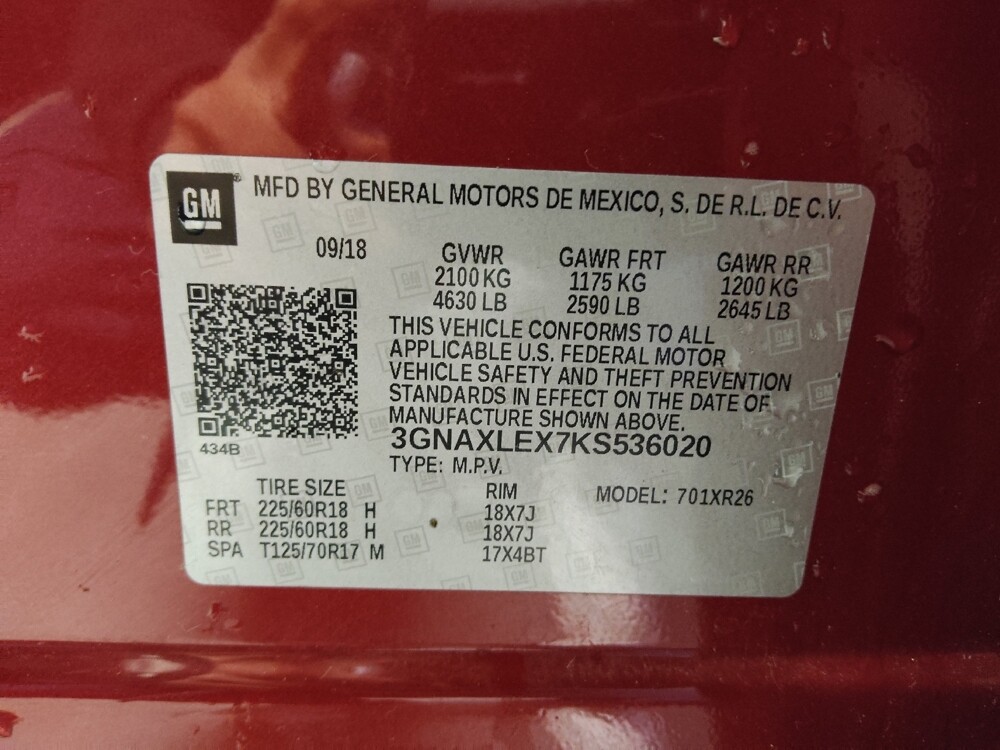 GM MFD BY GENERAL MOTORS DE MEXICO, S. DE R.L. DE C.V.
09/18
GVWR GAWR FRT GAWR RR
2100 KG 1175 KG 1200 KG
4630 LB 2590 LB 2645 LB
THIS VEHICLE CONFORMS TO ALL
APPLICABLE U.S. FEDERAL MOTOR
VEHICLE SAFETY AND THEFT PREVENTION
STANDARDS IN EFFECT ON THE DATE OF
MANUFACTURE SHOWN ABOVE.
3GNAXLEX7KS536020
434B
TYPE: M.P.V.
TIRE SIZE RIM MODEL: 701XR26
FRT 225/60R18 H 18X7J
RR 225/60R18 H 18X7J
SPA T125/70R17 M 17X4BT